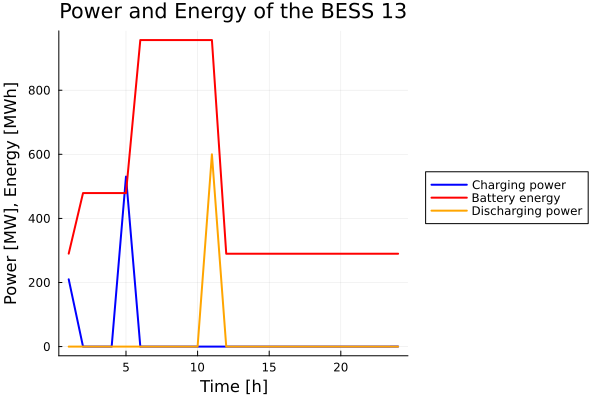 Power and Energy of the BESS 13
Power [MW], Energy [MWh]
800
600
400
200
0
5
10
15
20
Time [h]
Charging power
Battery energy
Discharging power